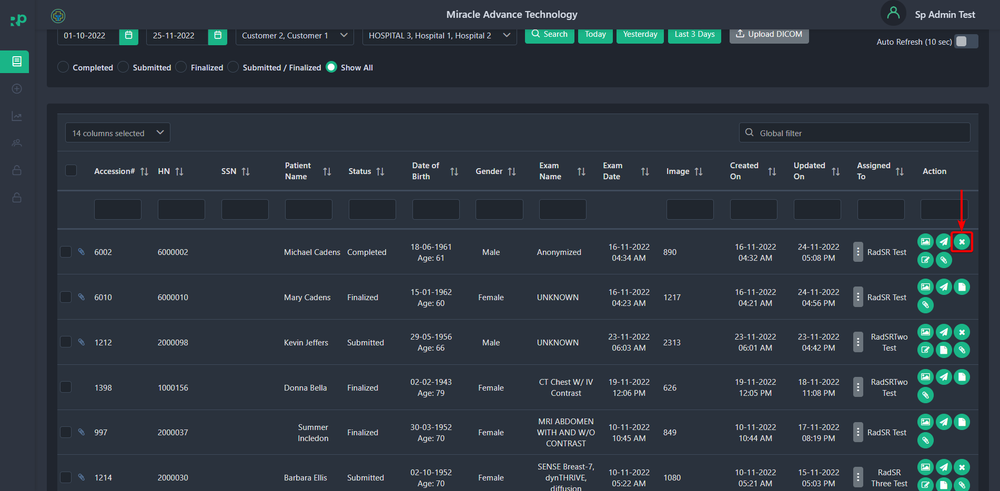 RP
Miracle Advance Technology
Sp Admin Test
01-10-2022
25-11-2022
Customer 2, Customer 1
HOSPITAL 3, Hospital 1, Hospital 2
Search
Today
Yesterday
Last 3 Days
Upload DICOM
Auto Refresh (10 sec)
Completed
Submitted
Finalized
Submitted / Finalized
Show All
14 columns selected
Global filter
Accession#
HN
SSN
Patient
Name
Status
Date of
Birth
Gender
Exam
Name
Exam
Date
Image
Created
On
Updated
On
Assigned
To
Action
6002
6000002
Michael Cadens
Completed
18-06-1961
Age: 61
Male
Anonymized
16-11-2022
04:34 AM
890
16-11-2022
04:32 AM
24-11-2022
05:08 PM
RadSR Test
6010
6000010
Mary Cadens
Finalized
15-01-1962
Age: 60
Female
UNKNOWN
16-11-2022
04:23 AM
1217
16-11-2022
04:21 AM
24-11-2022
04:56 PM
RadSR Test
1212
2000098
Kevin Jeffers
Submitted
29-05-1956
Age: 66
Male
UNKNOWN
23-11-2022
06:03 AM
2313
23-11-2022
06:01 AM
23-11-2022
04:42 PM
RadSRTwo
Test
1398
1000156
Donna Bella
Finalized
02-02-1943
Age: 79
Female
CT Chest W/ IV
Contrast
19-11-2022
12:06 PM
626
19-11-2022
12:05 PM
18-11-2022
11:08 PM
RadSRTwo
Test
997
2000037
Summer
Incledon
Finalized
30-03-1952
Age: 70
Female
MRI ABDOMEN
WITH AND W/O
CONTRAST
10-11-2022
10:45 AM
849
10-11-2022
10:44 AM
17-11-2022
08:19 PM
RadSR Test
1214
2000030
Barbara Ellis
Submitted
02-10-1952
Age: 70
Female
SENSE Breast-7,
dynTHRIVE,
diffusion
10-11-2022
05:22 AM
1080
10-11-2022
05:21 AM
15-11-2022
05:03 PM
RadSR
Three Test